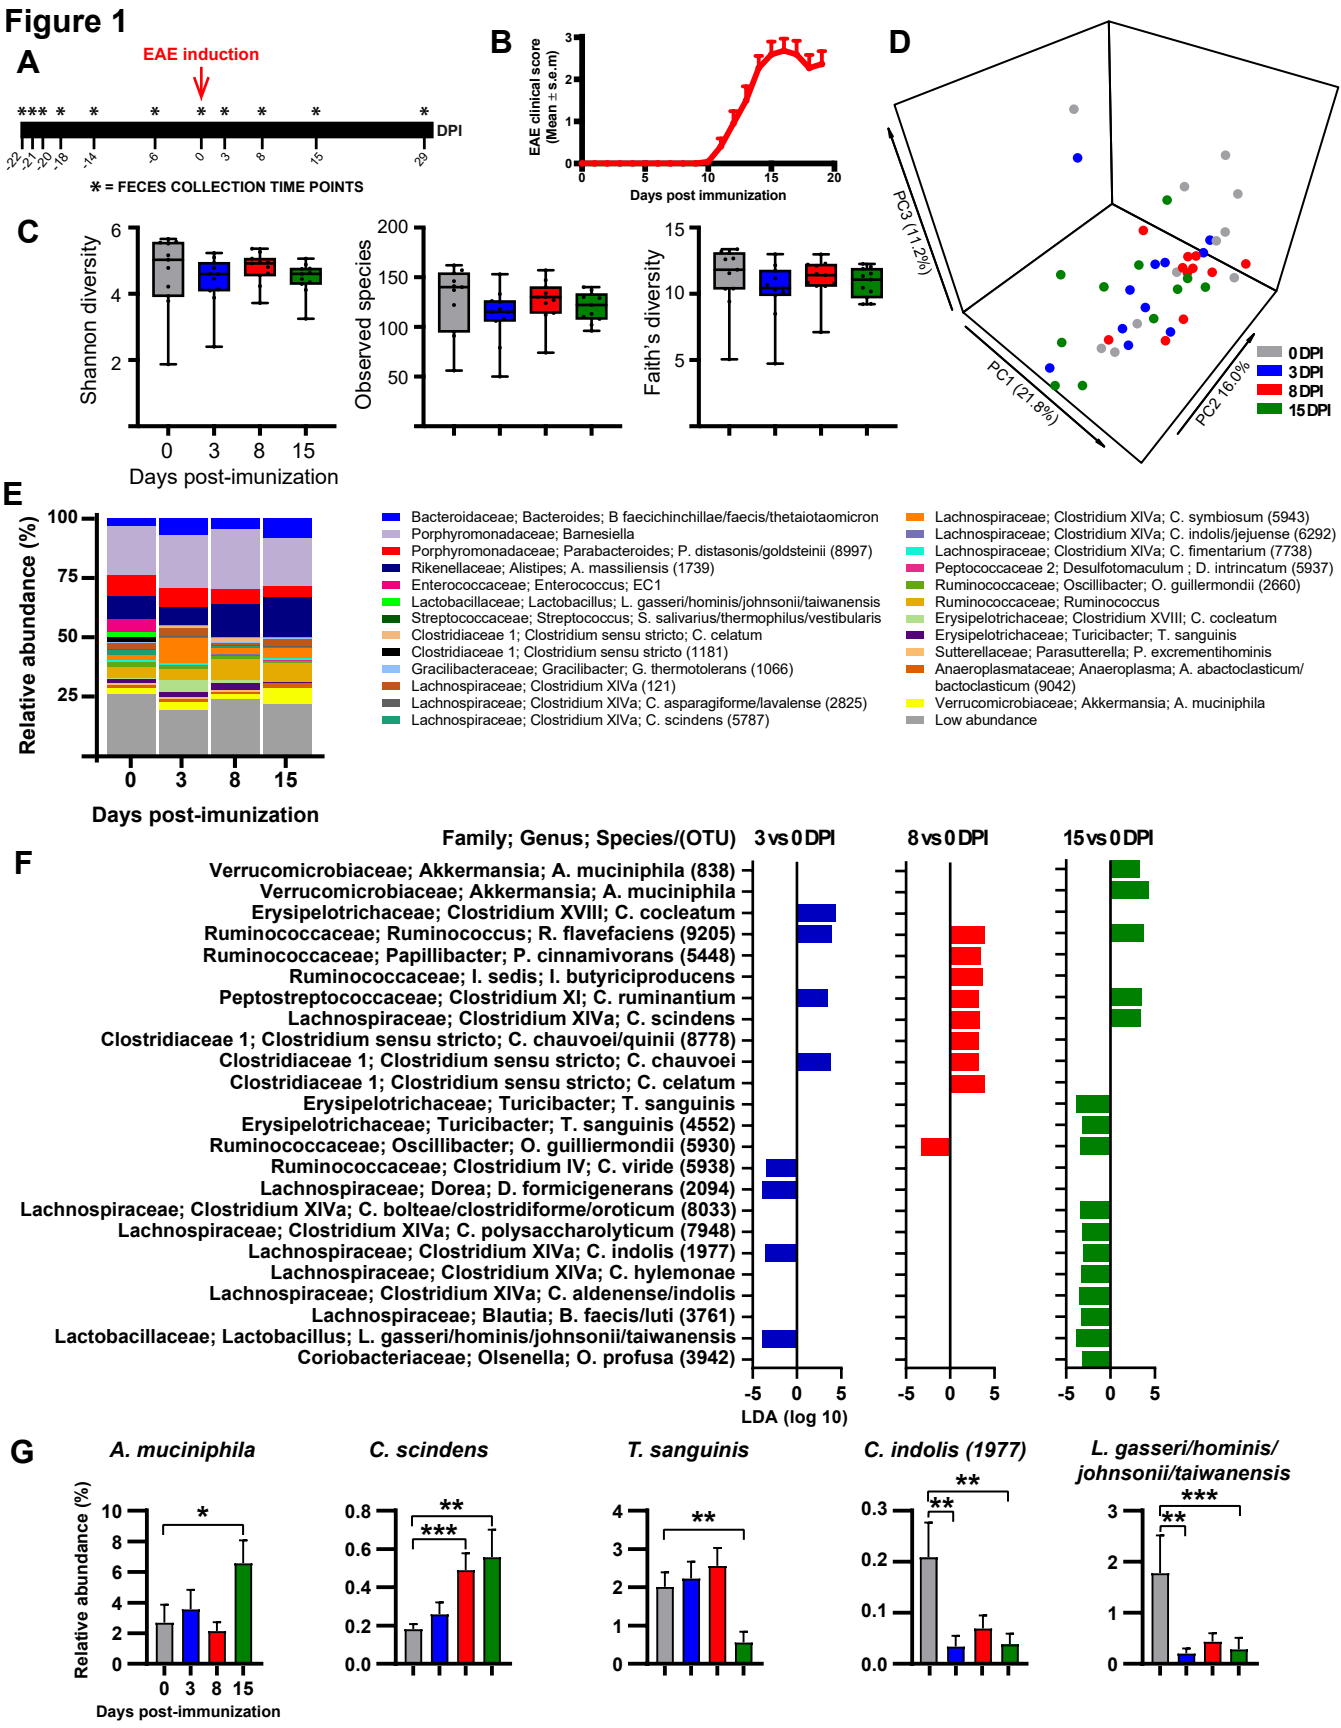 Figure 1
A
EAE induction
* * * * * * * * * * *
DPI
-22 -21 -20 -18 -14 -6 0 3 8 15 29
* = FECES COLLECTION TIME POINTS
B
EAE clinical score
(Mean ± s.e.m)
3
2
1
0
0 5 10 15 20
Days post immunization
C
Shannon diversity
6
4
2
0 3 8 15
Days post-imunization
Observed species
200
150
100
50
Faith's diversity
15
10
5
D
PC3 (11.2%)
PC1 (21.8%)
PC2 16.0%
0 DPI
3 DPI
8 DPI
15 DPI
E
Relative abundance (%)
100
75
50
25
0 3 8 15
Days post-imunization
Bacteroidaceae; Bacteroides; B faecichinchillae/faecis/thetaiotaomicron
Porphyromonadaceae; Barnesiella
Porphyromonadaceae; Parabacteroides; P. distasonis/goldsteinii (8997)
Rikenellaceae; Alistipes; A. massiliensis (1739)
Enterococcaceae; Enterococcus; EC1
Lactobacillaceae; Lactobacillus; L. gasseri/hominis/johnsonii/taiwanensis
Streptococcaceae; Streptococcus; S. salivarius/thermophilus/vestibularis
Clostridiaceae 1; Clostridium sensu stricto; C. celatum
Clostridiaceae 1; Clostridium sensu stricto (1181)
Gracilibacteraceae; Gracilibacter; G. thermotolerans (1066)
Lachnospiraceae; Clostridium XlVa (121)
Lachnospiraceae; Clostridium XlVa; C. asparagiforme/lavalense (2825)
Lachnospiraceae; Clostridium XlVa; C. scindens (5787)
Lachnospiraceae; Clostridium XlVa; C. symbiosum (5943)
Lachnospiraceae; Clostridium XlVa; C. indolis/jejuense (6292)
Lachnospiraceae; Clostridium XlVa; C. fimentarium (7738)
Peptococcaceae 2; Desulfotomaculum ; D. intricatum (5937)
Ruminococcaceae; Oscillibacter; O. guillermondii (2660)
Ruminococcaceae; Ruminococcus
Erysipelotrichaceae; Clostridium XVIII; C. cocleatum
Erysipelotrichaceae; Turicibacter; T. sanguinis
Sutterellaceae; Parasutterella; P. excrementihominis
Anaeroplasmataceae; Anaeroplasma; A. abactoclasticum/
bactoclasticum (9042)
Verrucomicrobiaceae; Akkermansia; A. muciniphila
Low abundance
F
Family; Genus; Species/(OTU) 3 vs 0 DPI 8 vs 0 DPI 15 vs 0 DPI
Verrucomicrobiaceae; Akkermansia; A. muciniphila (838)
Verrucomicrobiaceae; Akkermansia; A. muciniphila
Erysipelotrichaceae; Clostridium XVIII; C. cocleatum
Ruminococcaceae; Ruminococcus; R. flavefaciens (9205)
Ruminococcaceae; Papillibacter; P. cinnamivorans (5448)
Ruminococcaceae; I. sedis; I. butyriciproducens
Peptostreptococcaceae; Clostridium XI; C. ruminantium
Lachnospiraceae; Clostridium XlVa; C. scindens
Clostridiaceae 1; Clostridium sensu stricto; C. chauvoei/quinii (8778)
Clostridiaceae 1; Clostridium sensu stricto; C. chauvoei
Clostridiaceae 1; Clostridium sensu stricto; C. celatum
Erysipelotrichaceae; Turicibacter; T. sanguinis
Erysipelotrichaceae; Turicibacter; T. sanguinis (4552)
Ruminococcaceae; Oscillibacter; O. guilliermondii (5930)
Ruminococcaceae; Clostridium IV; C. viride (5938)
Lachnospiraceae; Dorea; D. formicigenerans (2094)
Lachnospiraceae; Clostridium XlVa; C. bolteae/clostridiforme/oroticum (8033)
Lachnospiraceae; Clostridium XlVa; C. polysaccharolyticum (7948)
Lachnospiraceae; Clostridium XlVa; C. indolis (1977)
Lachnospiraceae; Clostridium XlVa; C. hylemonae
Lachnospiraceae; Clostridium XlVa; C. aldenense/indolis
Lachnospiraceae; Blautia; B. faecis/luti (3761)
Lactobacillaceae; Lactobacillus; L. gasseri/hominis/johnsonii/taiwanensis
Coriobacteriaceae; Olsenella; O. profusa (3942)
-5 0 5 -5 0 5 -5 0 5
LDA (log 10)
G
A. muciniphila
Relative abundance (%)
10
8
6
4
2
0
*
0 3 8 15
Days post-immunization
C. scindens
0.8
0.6
0.4
0.2
0.0
**
***
T. sanguinis
4
3
2
1
0
**
C. indolis (1977)
0.3
0.2
0.1
0.0
**
**
L. gasseri/hominis/
johnsonii/taiwanensis
3
2
1
0
***
**